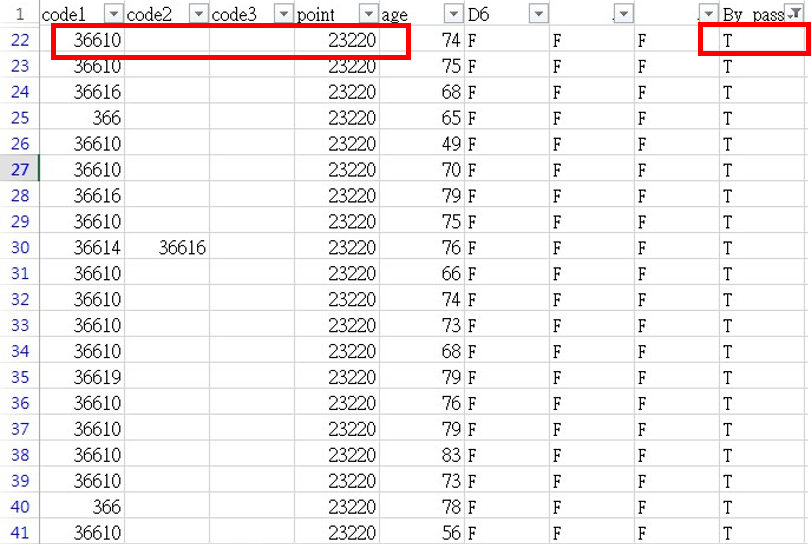 1 code1 code2 code3 point age D6 . . By_pass
22 36610 23220 74 F F F T
23 36610 23220 75 F F F T
24 36616 23220 68 F F F T
25 366 23220 65 F F F T
26 36610 23220 49 F F F T
27 36610 23220 70 F F F T
28 36616 23220 79 F F F T
29 36610 23220 75 F F F T
30 36614 36616 23220 76 F F F T
31 36610 23220 66 F F F T
32 36610 23220 74 F F F T
33 36610 23220 73 F F F T
34 36610 23220 68 F F F T
35 36619 23220 79 F F F T
36 36610 23220 76 F F F T
37 36610 23220 79 F F F T
38 36610 23220 83 F F F T
39 36610 23220 73 F F F T
40 366 23220 78 F F F T
41 36610 23220 56 F F F T